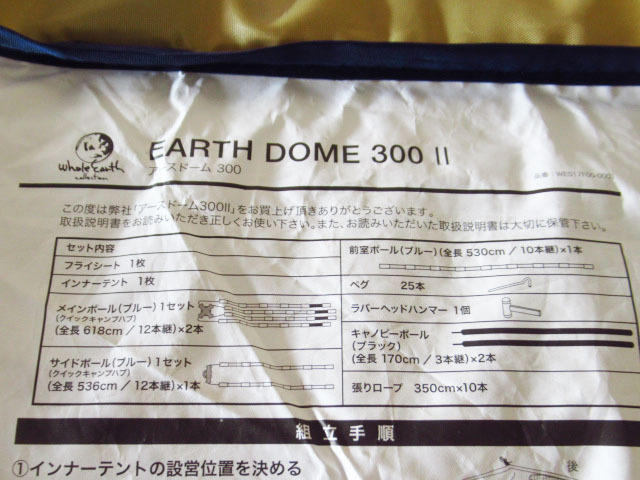 EARTH DOME 300 II
アースドーム 300
Whole Earth
collection
品番：WES17F05-000
この度は弊社「アースドーム300II」をお買上げ頂きありがとうございます。
取扱説明書をお読みいただき正しくお使い下さい。また、お読みいただいた取扱説明書は大切に保管下さい。
セット内容
フライシート 1枚
インナーテント 1枚
メインポール（ブルー）1セット
（クイックキャンプハブ）
（全長 618cm／12本継）×2本
サイドポール（ブルー）1セット
（クイックキャンプハブ）
（全長 536cm／12本継）×1本
前室ポール（ブルー）（全長 530cm／10本継）×1本
ペグ 25本
ラバーヘッドハンマー 1個
キャノピーポール
（ブラック）
（全長 170cm／3本継）×2本
張りロープ 350cm×10本
組立手順
①インナーテントの設営位置を決める
後